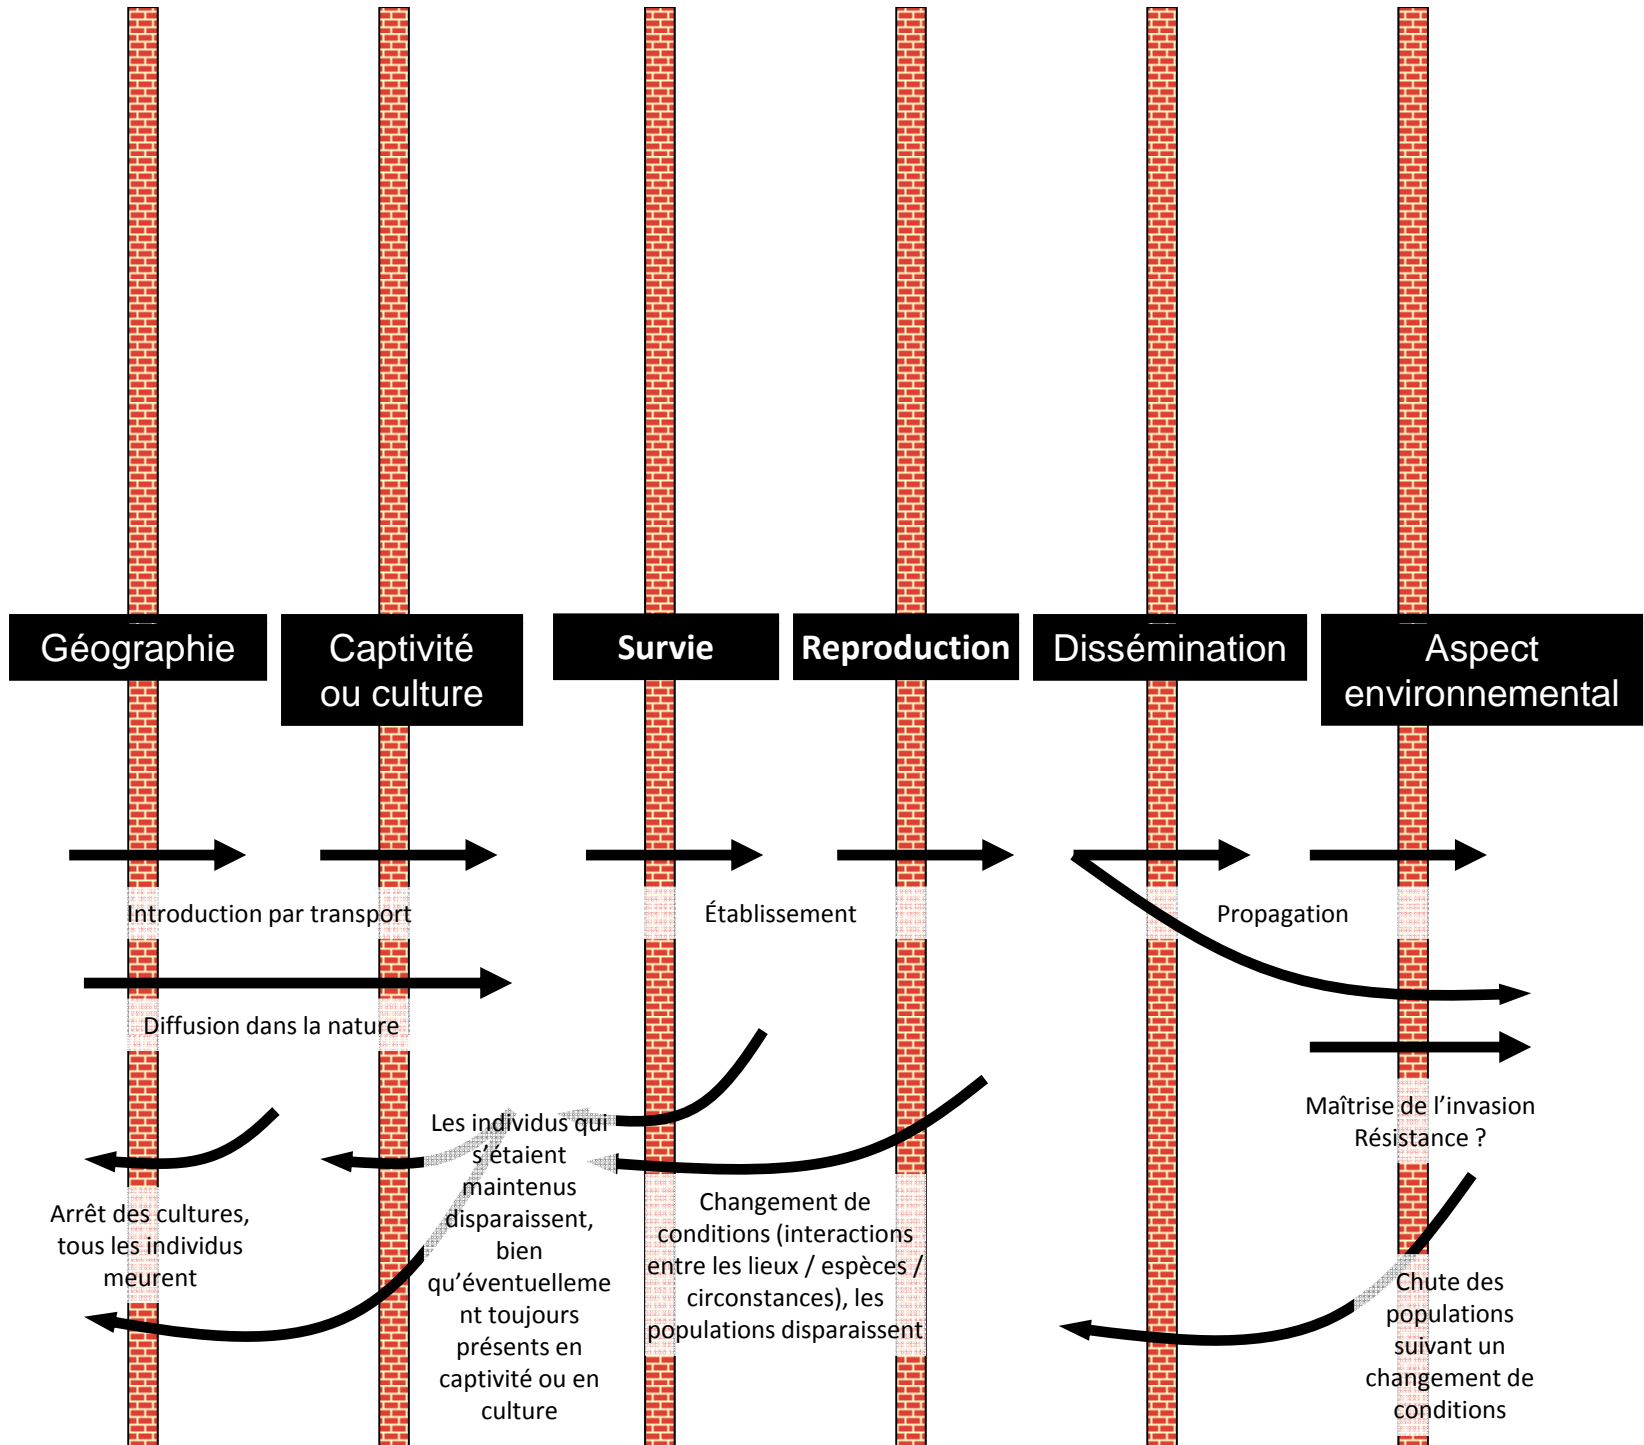 Géographie
Captivité
ou culture
Survie
Reproduction
Dissémination
Aspect
environnemental
Introduction par transport
Établissement
Propagation
Diffusion dans la nature
Maîtrise de l’invasion
Résistance ?
Arrêt des cultures,
tous les individus
meurent
Les individus qui
s’étaient
maintenus
disparaissent,
bien
qu’éventuelleme
nt toujours
présents en
captivité ou en
culture
Changement de
conditions (interactions
entre les lieux / espèces /
circonstances), les
populations disparaissent
Chute des
populations
suivant un
changement de
conditions